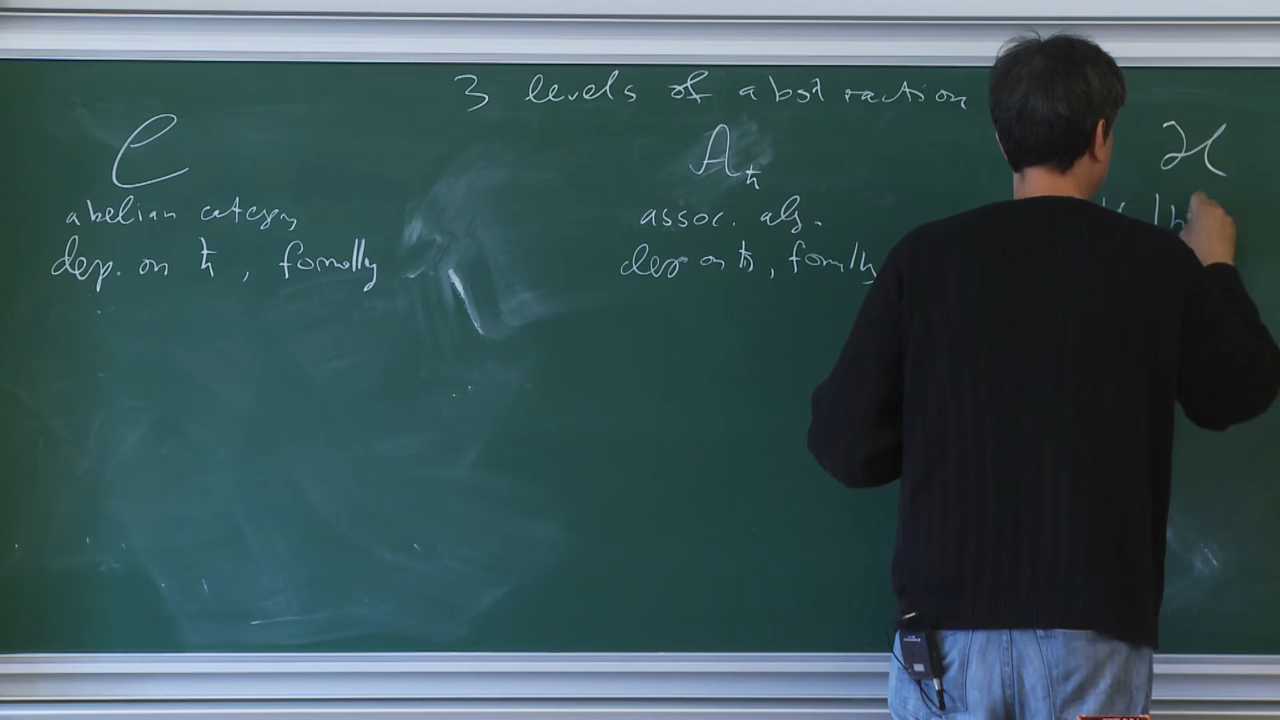 3 levels of abstraction
C
abelian category
dep. on ħ, formally
A_ħ
assoc. alg.
dep on ħ, formally
H